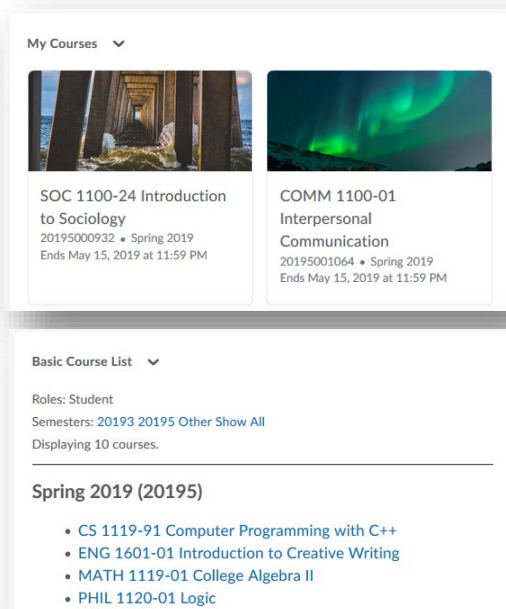 My Courses
SOC 1100-24 Introduction
to Sociology
20195000932 • Spring 2019
Ends May 15, 2019 at 11:59 PM
COMM 1100-01
Interpersonal
Communication
20195001064 • Spring 2019
Ends May 15, 2019 at 11:59 PM
Basic Course List
Roles: Student
Semesters: 20193 20195 Other Show All
Displaying 10 courses.
Spring 2019 (20195)
• CS 1119-91 Computer Programming with C++
• ENG 1601-01 Introduction to Creative Writing
• MATH 1119-01 College Algebra II
• PHIL 1120-01 Logic